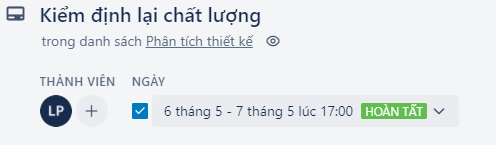 Kiểm định lại chất lượng
trong danh sách Phân tích thiết kế
THÀNH VIÊN NGÀY
LP + 6 tháng 5 - 7 tháng 5 lúc 17:00 HOÀN TẤT